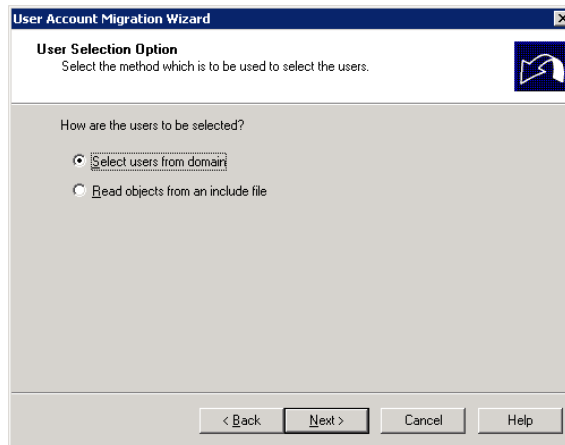 User Account Migration Wizard
User Selection Option
Select the method which is to be used to select the users.
How are the users to be selected?
Select users from domain
Read objects from an include file
< Back
Next >
Cancel
Help